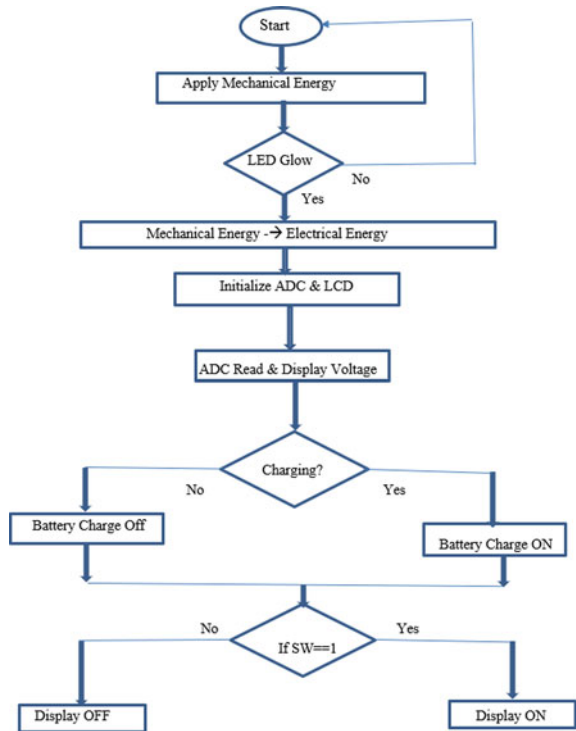 Start
Apply Mechanical Energy
LED Glow
No
Yes
Mechanical Energy -→ Electrical Energy
Initialize ADC & LCD
ADC Read & Display Voltage
Charging?
No
Yes
Battery Charge Off
Battery Charge ON
No
Yes
If SW==1
Display OFF
Display ON